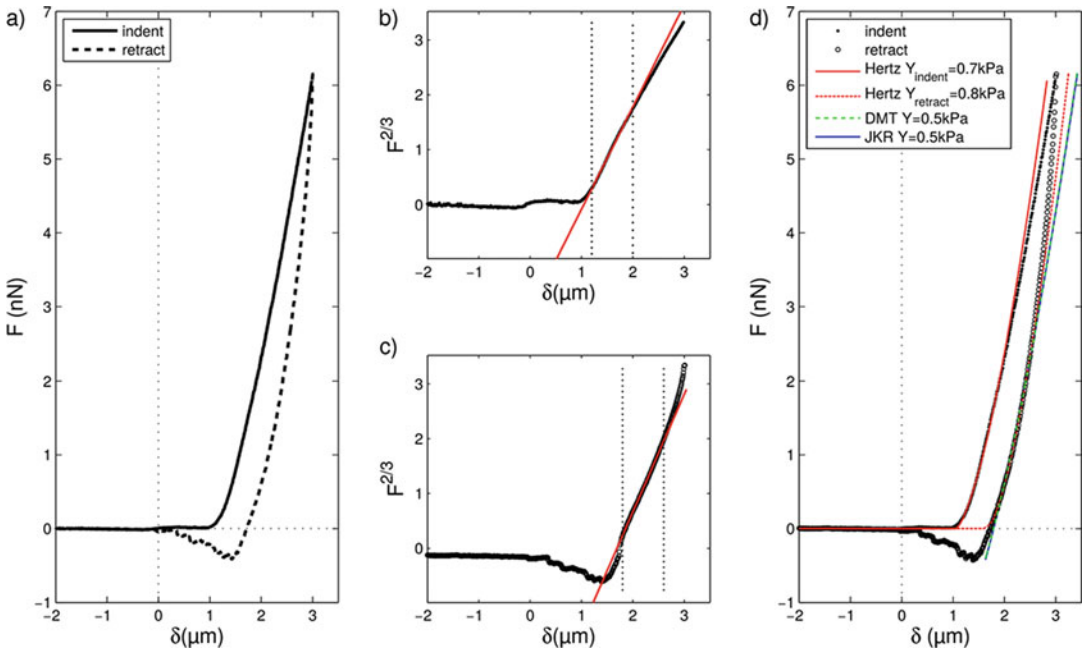 a)
7
6
5
4
3
2
1
0
−1
F (nN)
indent
retract
−2 −1 0 1 2 3
δ(μm)
b)
3
2
1
0
F^2/3
−2 −1 0 1 2 3
δ(μm)
c)
3
2
1
0
F^2/3
−2 −1 0 1 2 3
δ(μm)
d)
7
6
5
4
3
2
1
0
−1
F (nN)
indent
retract
Hertz Y_indent=0.7kPa
Hertz Y_retract=0.8kPa
DMT Y=0.5kPa
JKR Y=0.5kPa
−2 −1 0 1 2 3
δ (μm)